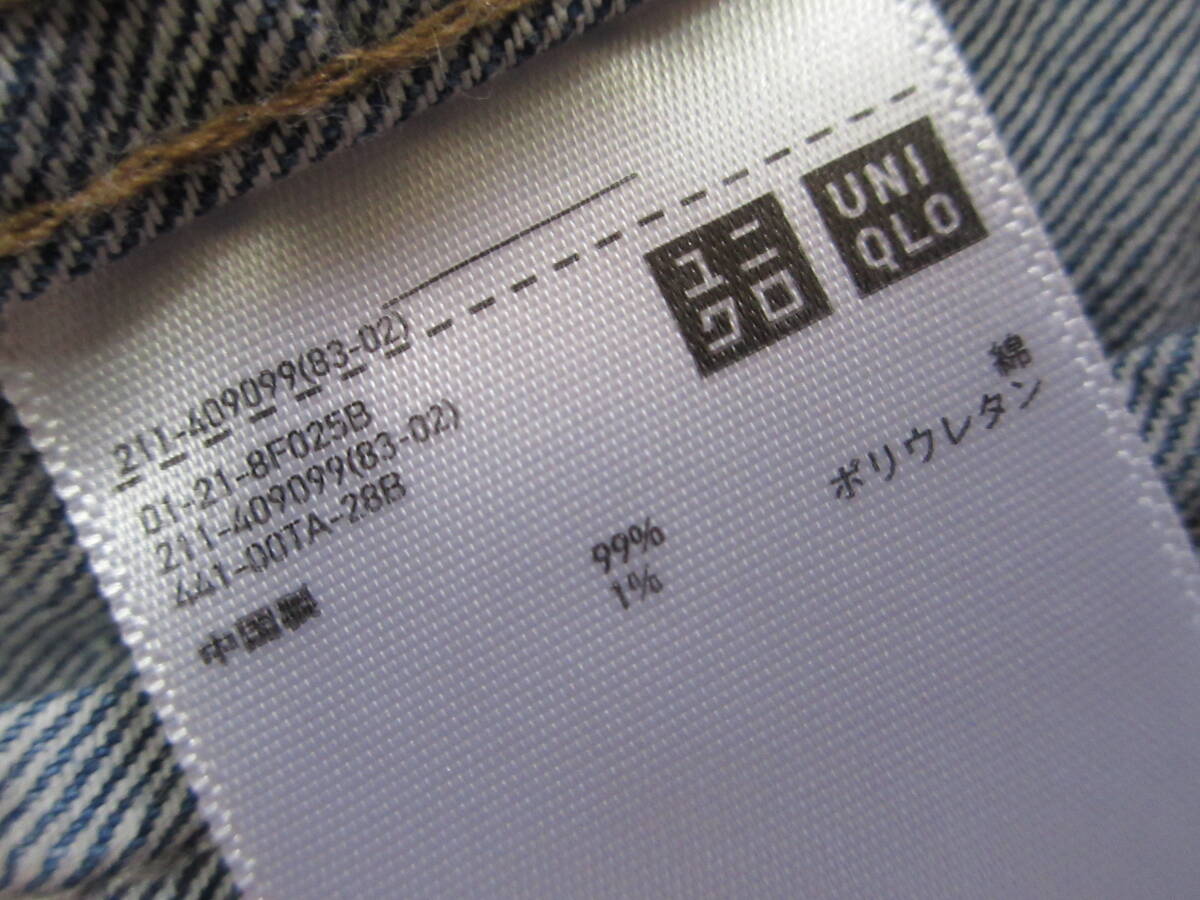 ユニ
クロ
UNI
QLO
211-409099(83-02)
01-21-8F025B
211-409099(83-02)
441-00TA-28B
中国製
綿
ポリウレタン
99%
1%